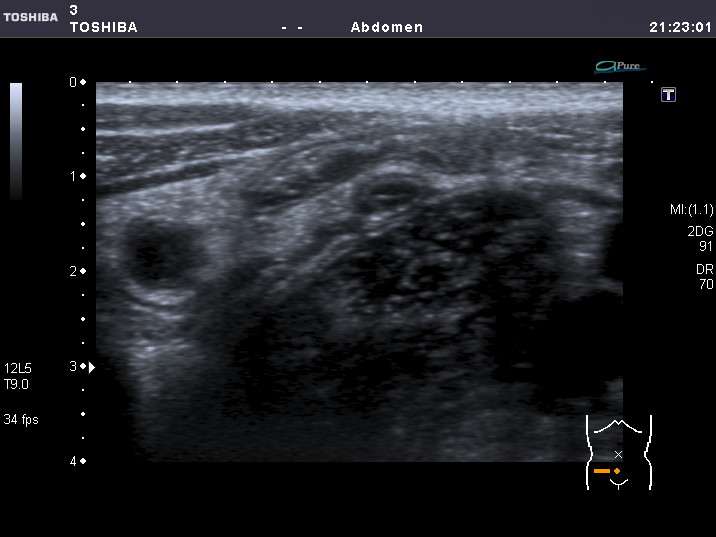 TOSHIBA
3
TOSHIBA
- -
Abdomen
21:23:01
Pure
T
0
1
2
3
4
MI:(1.1)
2DG
91
DR
70
12L5
T9.0
34 fps